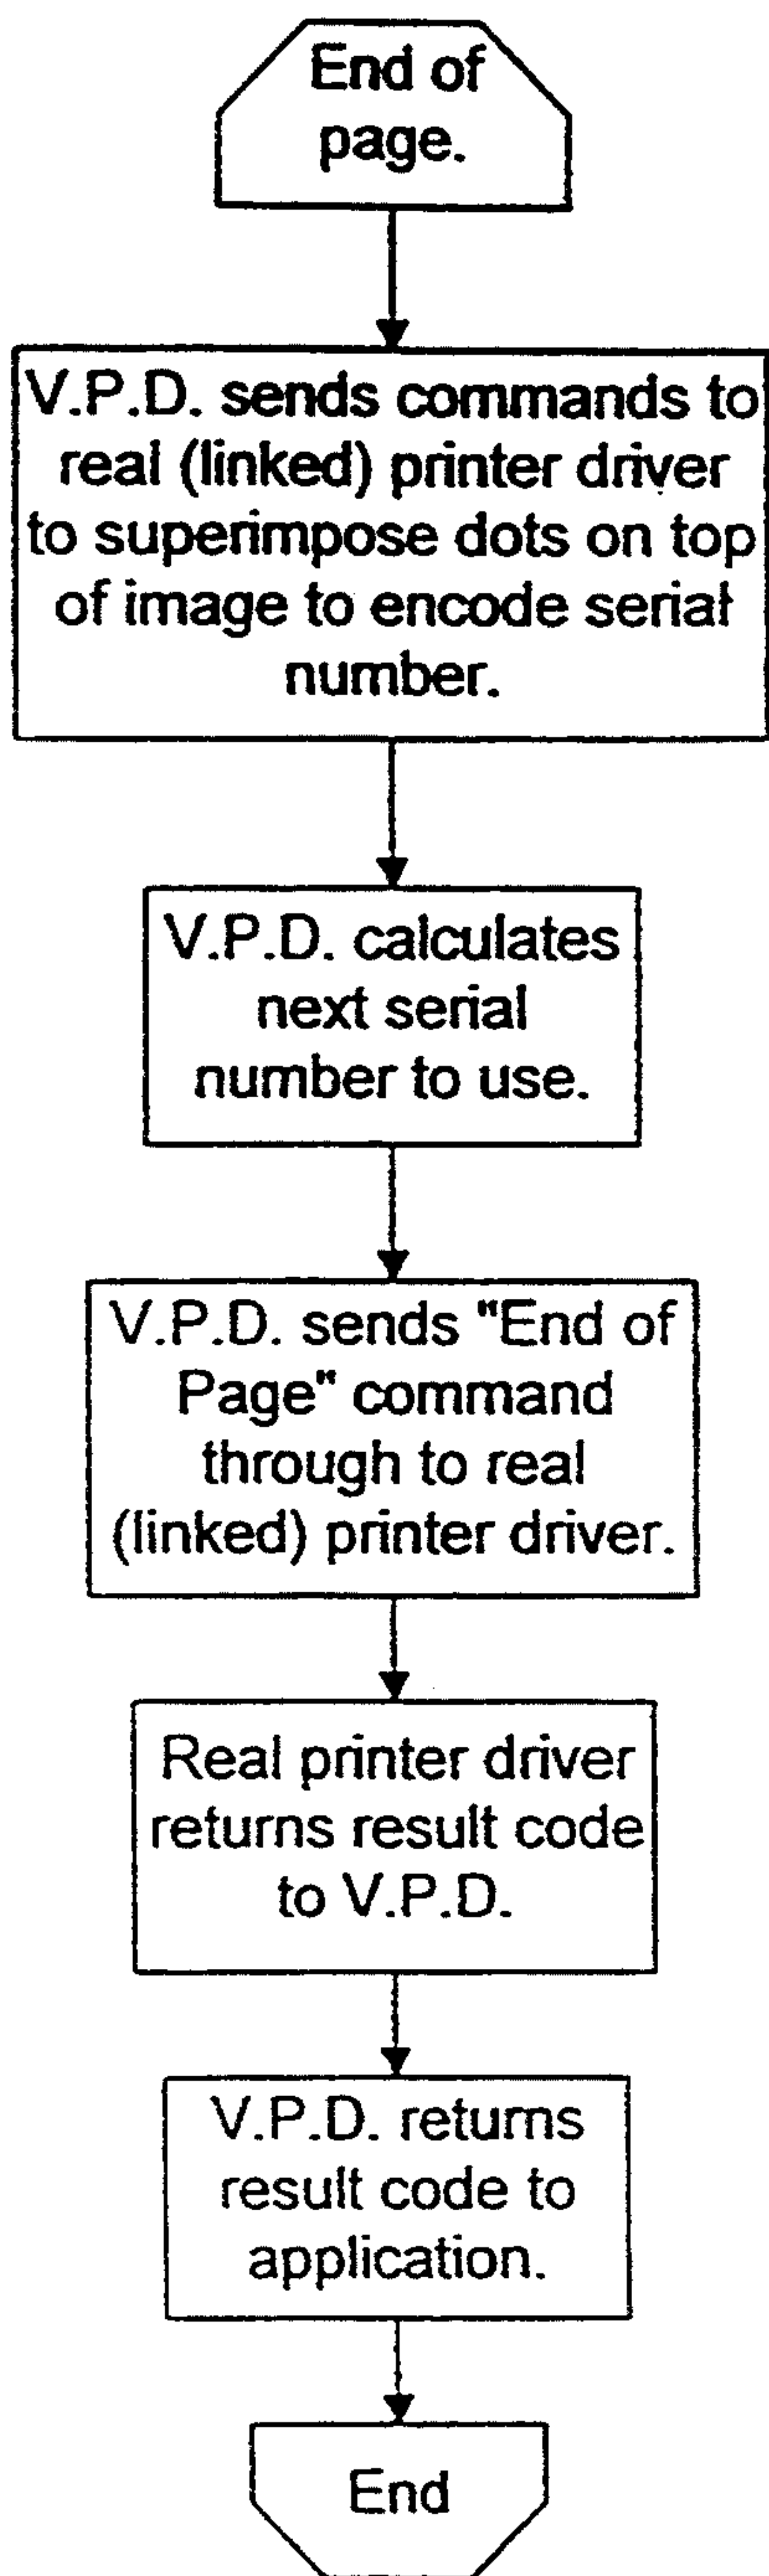 End of
page.
V.P.D. sends commands to
real (linked) printer driver
to superimpose dots on top
of image to encode serial
number.
V.P.D. calculates
next serial
number to use.
V.P.D. sends "End of
Page" command
through to real
(linked) printer driver.
Real printer driver
returns result code
to V.P.D.
V.P.D. returns
result code to
application.
End